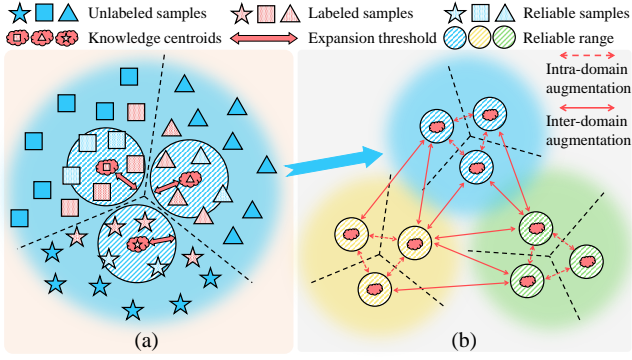 Unlabeled samples Labeled samples Reliable samples
Knowledge centroids Expansion threshold Reliable range
Intra-domain
augmentation
Inter-domain
augmentation
(a) (b)